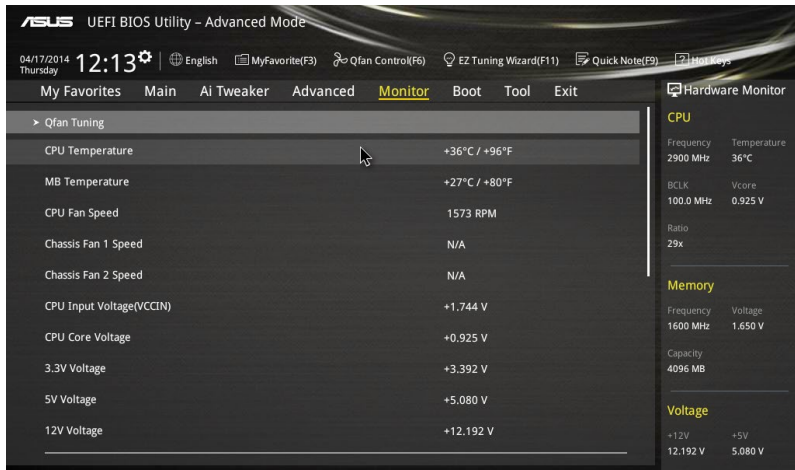 ASUS UEFI BIOS Utility – Advanced Mode
04/17/2014 Thursday 12:13 English MyFavorite(F3) Qfan Control(F6) EZ Tuning Wizard(F11) Quick Note(F9) ? Hot Keys
My Favorites Main Ai Tweaker Advanced Monitor Boot Tool Exit
> Qfan Tuning
CPU Temperature +36°C / +96°F
MB Temperature +27°C / +80°F
CPU Fan Speed 1573 RPM
Chassis Fan 1 Speed N/A
Chassis Fan 2 Speed N/A
CPU Input Voltage(VCCIN) +1.744 V
CPU Core Voltage +0.925 V
3.3V Voltage +3.392 V
5V Voltage +5.080 V
12V Voltage +12.192 V
Hardware Monitor
CPU
Frequency Temperature
2900 MHz 36°C
BCLK Vcore
100.0 MHz 0.925 V
Ratio
29x
Memory
Frequency Voltage
1600 MHz 1.650 V
Capacity
4096 MB
Voltage
+12V +5V
12.192 V 5.080 V